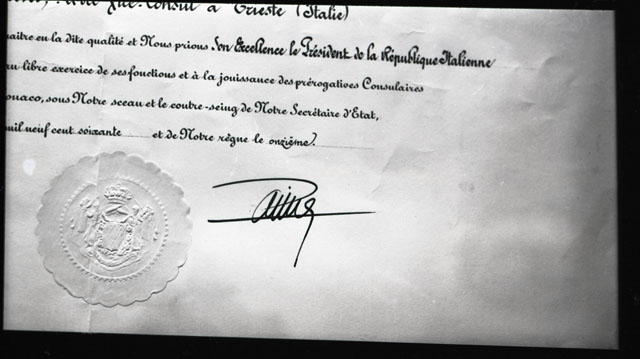 Vice-Consul à Trieste (Italie)
naître en la dite qualité et Nous prions Son Excellence le Président de la République Italienne
au libre exercice de ses fonctions et à la jouissance des prérogatives Consulaires
onaco, sous Notre sceau et le contre-seing de Notre Secrétaire d'Etat,
mil neuf cent soixante et de Notre règne le onzième.